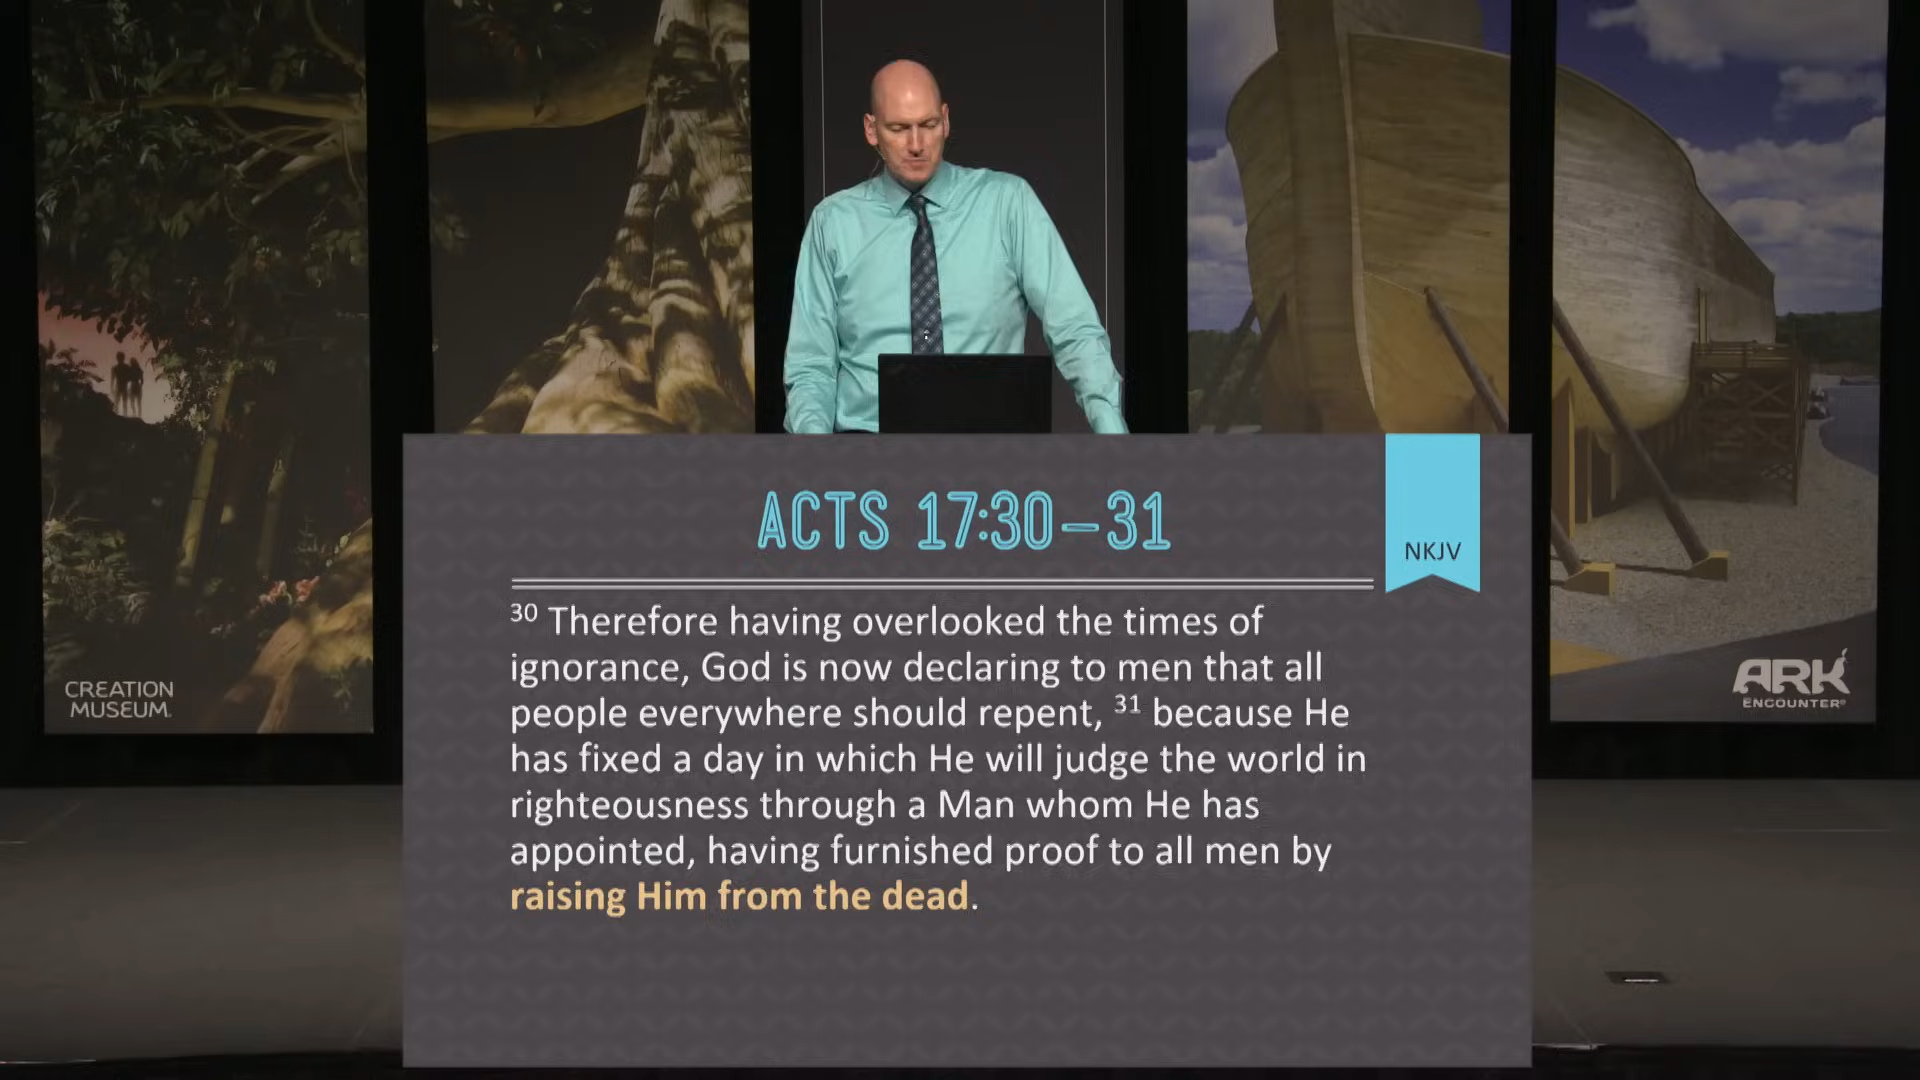 ACTS 17:30–31
NKJV
30 Therefore having overlooked the times of
ignorance, God is now declaring to men that all
people everywhere should repent, 31 because He
has fixed a day in which He will judge the world in
righteousness through a Man whom He has
appointed, having furnished proof to all men by
raising Him from the dead.
CREATION
MUSEUM
ARK
ENCOUNTER®